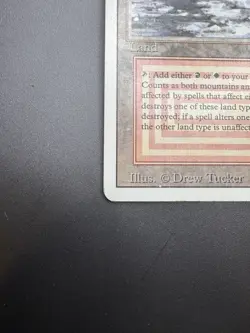 Land
: Add either or to your
Counts as both mountain an
affected by spells that affect ei
destroys one of these land typ
destroyed; if a spell alters one
the other land type is unaffect
Illus. © Drew Tucker